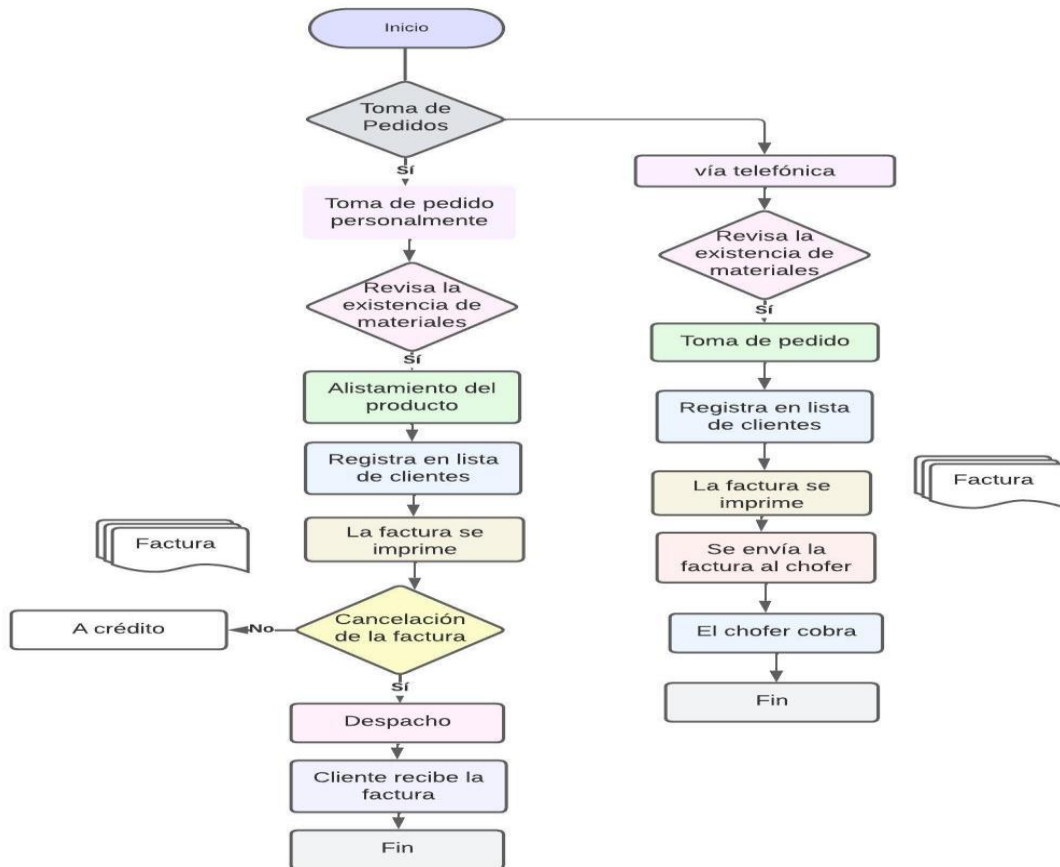 Inicio
Toma de
Pedidos
Sí
Toma de pedido
personalmente
Revisa la
existencia de
materiales
Sí
Alistamiento del
producto
Registra en lista
de clientes
La factura se
imprime
Factura
Cancelación
de la factura
No
A crédito
Sí
Despacho
Cliente recibe la
factura
Fin
vía telefónica
Revisa la
existencia de
materiales
Sí
Toma de pedido
Registra en lista
de clientes
La factura se
imprime
Factura
Se envía la
factura al chofer
El chofer cobra
Fin